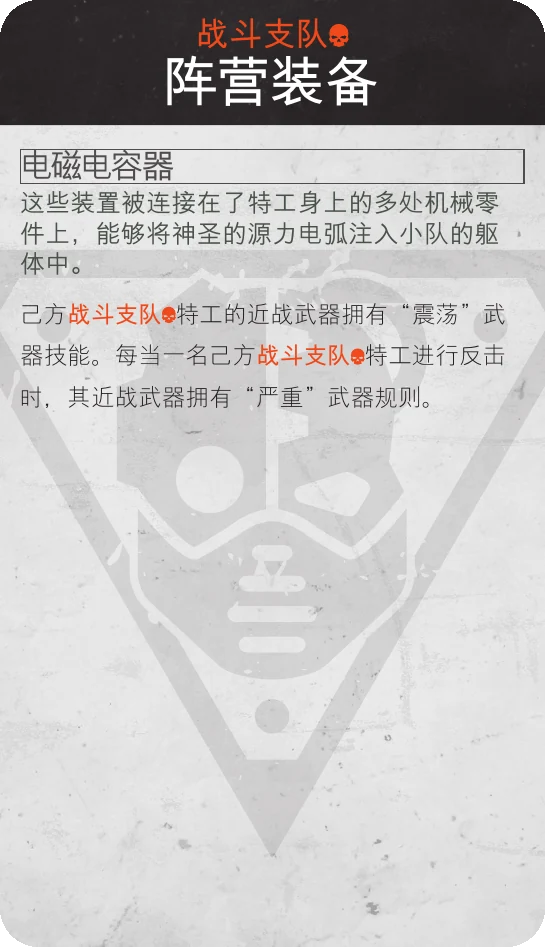 战斗支队
阵营装备
电磁电容器
这些装置被连接在了特工身上的多处机械零
件上，能够将神圣的源力电弧注入小队的躯
体中。
己方战斗支队特工的近战武器拥有“震荡”武
器技能。每当一名己方战斗支队特工进行反击
时，其近战武器拥有“严重”武器规则。